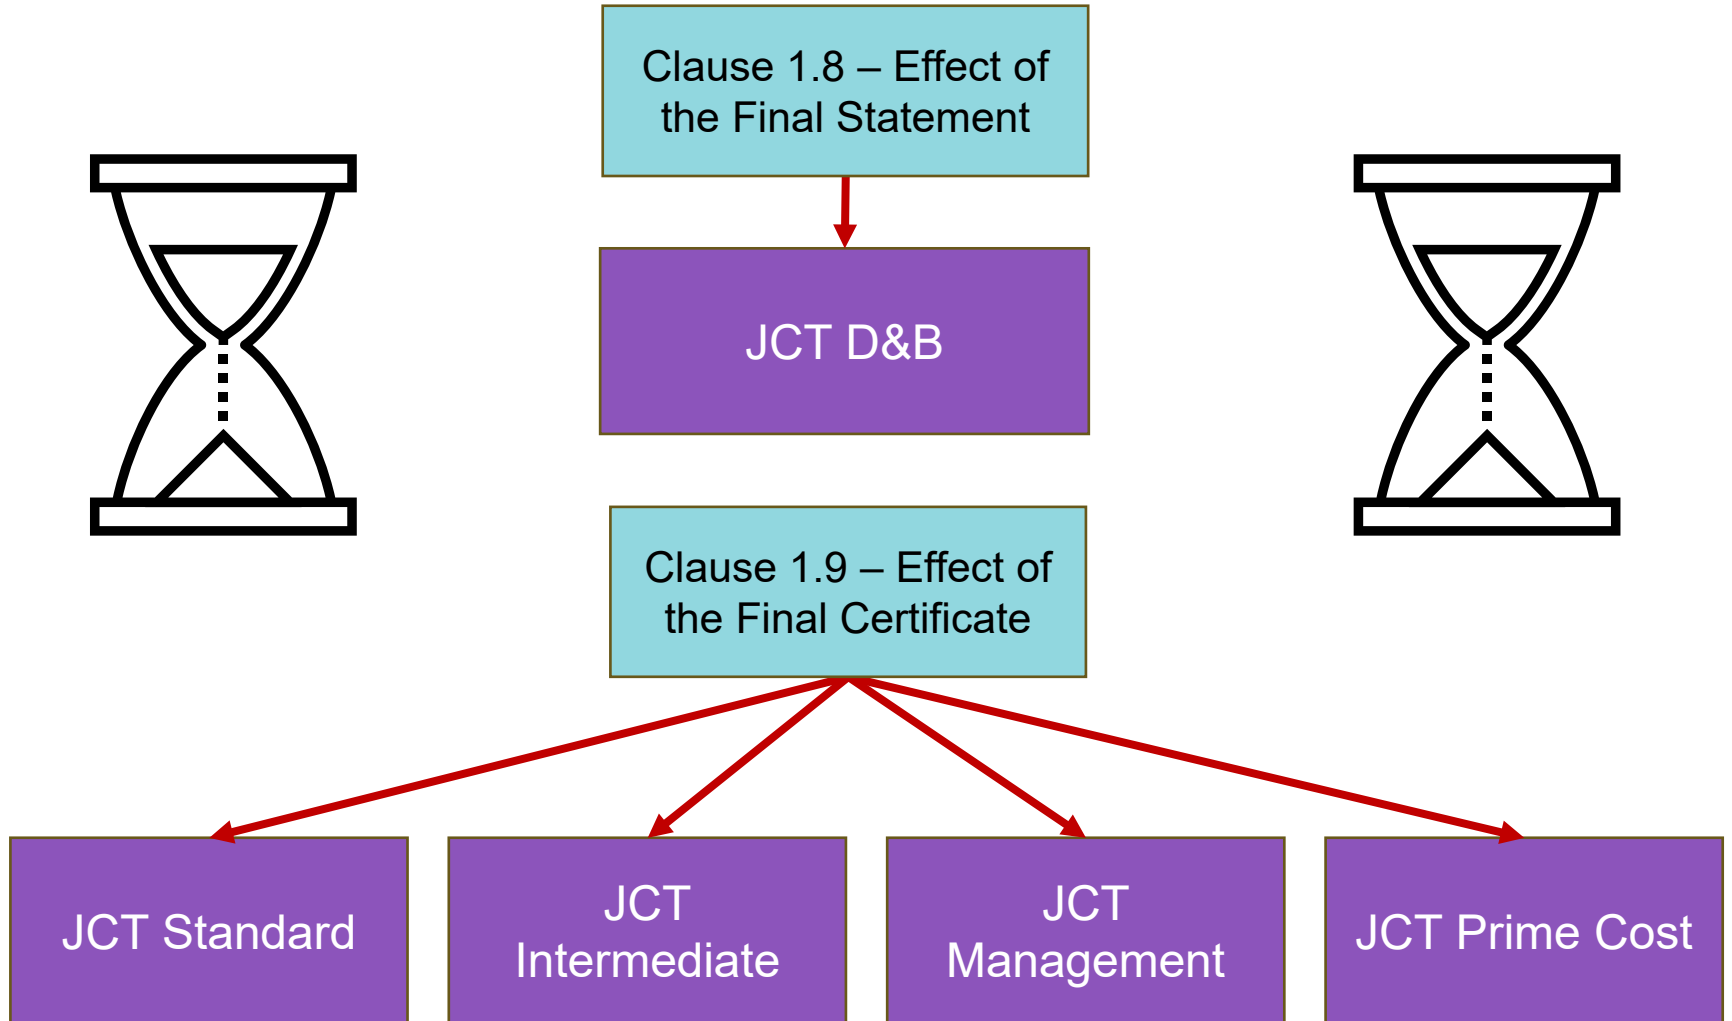 Clause 1.8 – Effect of
the Final Statement
JCT D&B
Clause 1.9 – Effect of
the Final Certificate
JCT Standard
JCT
Intermediate
JCT
Management
JCT Prime Cost